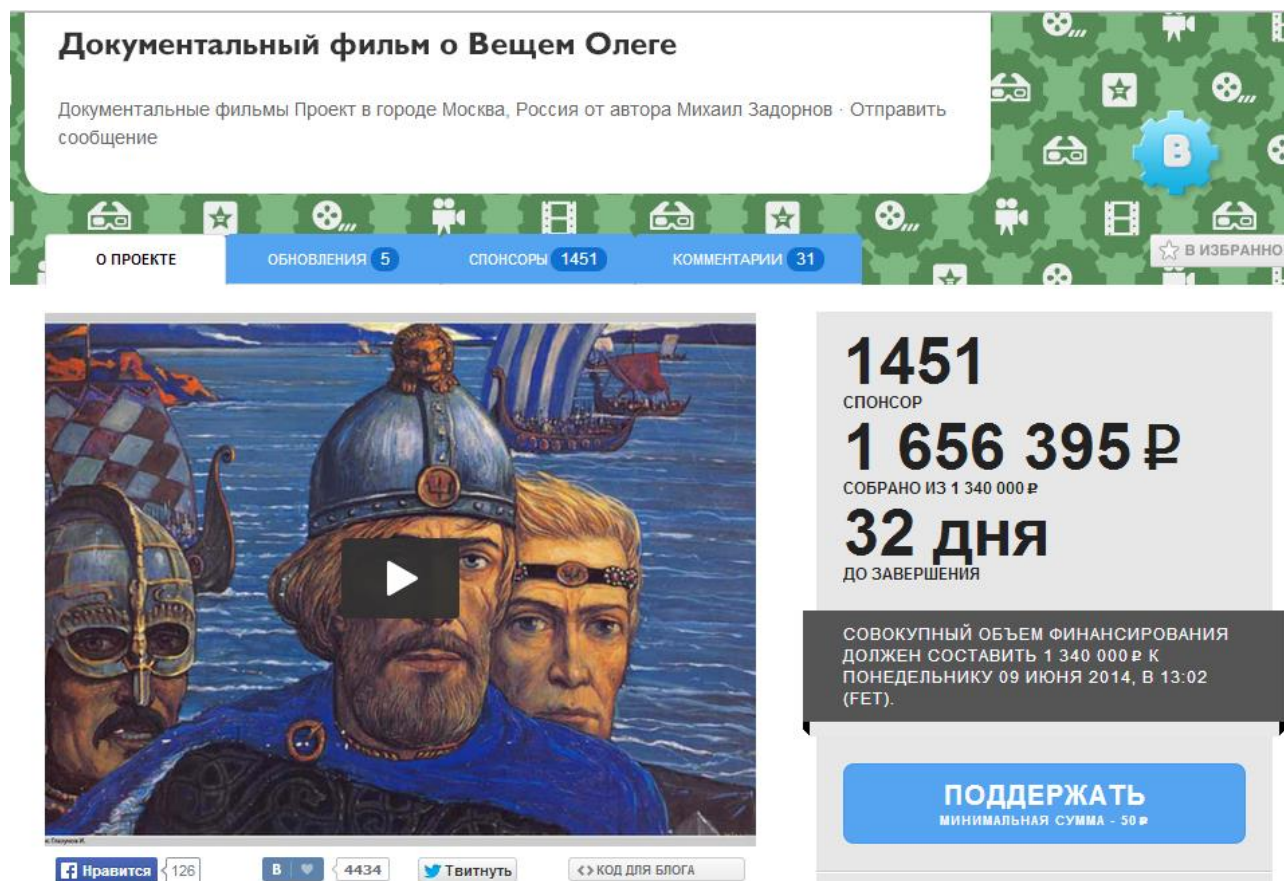 Документальный фильм о Вещем Олеге
Документальные фильмы Проект в городе Москва, Россия от автора Михаил Задорнов · Отправить
сообщение
В
О ПРОЕКТЕ
ОБНОВЛЕНИЯ 5
СПОНСОРЫ 1451
КОММЕНТАРИИ 31
В ИЗБРАННО
1451
СПОНСОР
1 656 395 ₽
СОБРАНО ИЗ 1 340 000 ₽
32 дня
ДО ЗАВЕРШЕНИЯ
СОВОКУПНЫЙ ОБЪЕМ ФИНАНСИРОВАНИЯ
ДОЛЖЕН СОСТАВИТЬ 1 340 000 ₽ К
ПОНЕДЕЛЬНИКУ 09 ИЮНЯ 2014, В 13:02
(FET).
ПОДДЕРЖАТЬ
МИНИМАЛЬНАЯ СУММА - 50 ₽
Нравится 126
В 4434
Твитнуть
<> КОД ДЛЯ БЛОГА